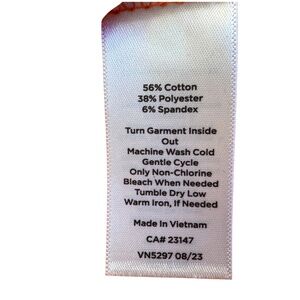 56% Cotton
38% Polyester
6% Spandex
Turn Garment Inside
Out
Machine Wash Cold
Gentle Cycle
Only Non-Chlorine
Bleach When Needed
Tumble Dry Low
Warm Iron, If Needed
Made In Vietnam
CA# 23147
VN5297 08/23